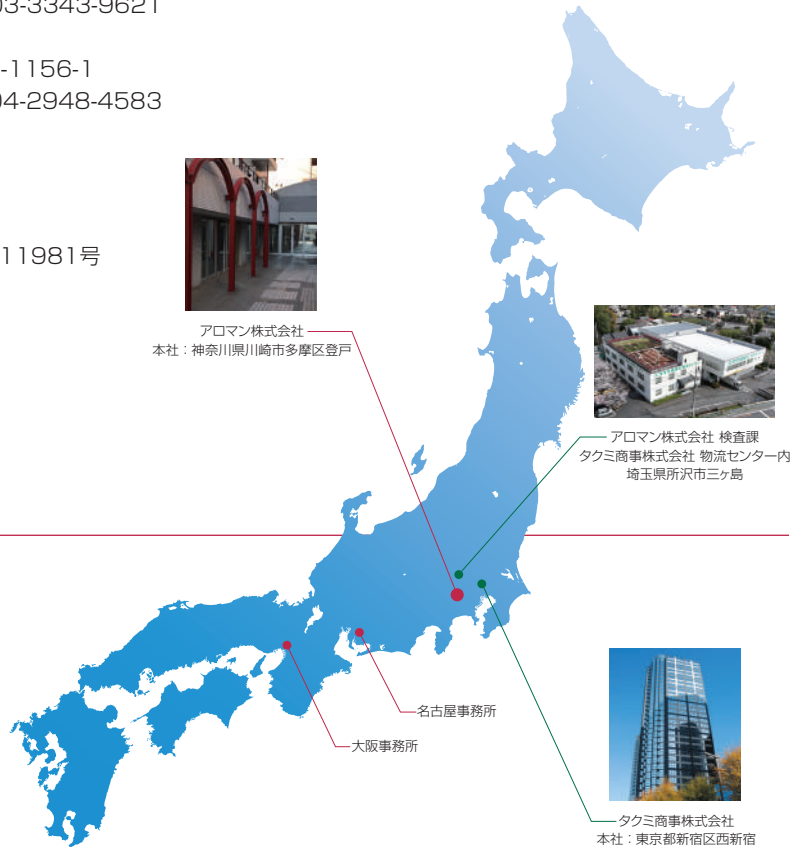 03-3343-9621
-1156-1
04-2948-4583
11981号
アロマン株式会社
本社：神奈川県川崎市多摩区登戸
アロマン株式会社 検査課
タクミ商事株式会社 物流センター内
埼玉県所沢市三ヶ島
名古屋事務所
大阪事務所
タクミ商事株式会社
本社：東京都新宿区西新宿